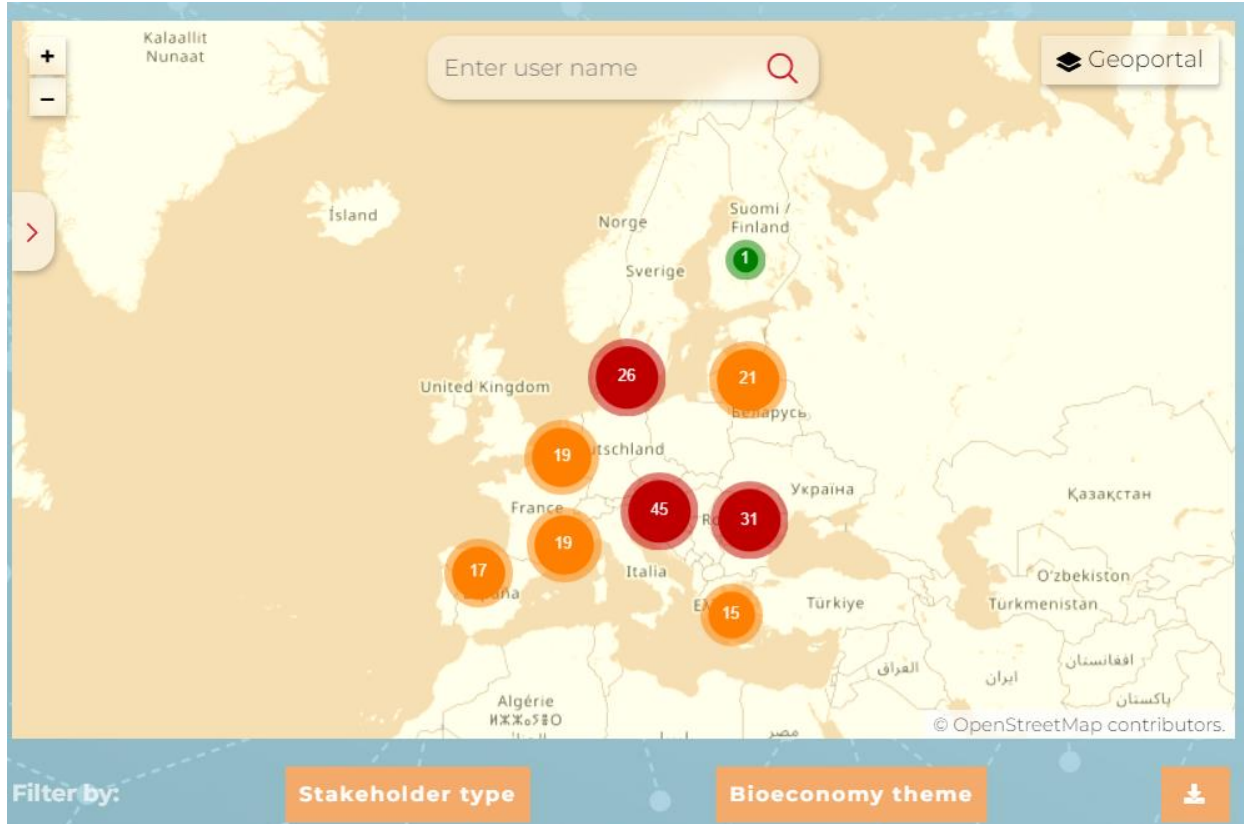 Kalaallit
Nunaat
+
−
Enter user name
Geoportal
Ísland
Norge
Suomi /
Finland
1
Sverige
26
21
United Kingdom
Беларусь
19
tschland
Україна
Қазақстан
France
45
31
19
17
Italia
O'zbekiston
Türkiye
Türkmenistan
15
العراق
ایران
افغانستان
پاکستان
Algérie
مصر
© OpenStreetMap contributors.
Filter by:
Stakeholder type
Bioeconomy theme